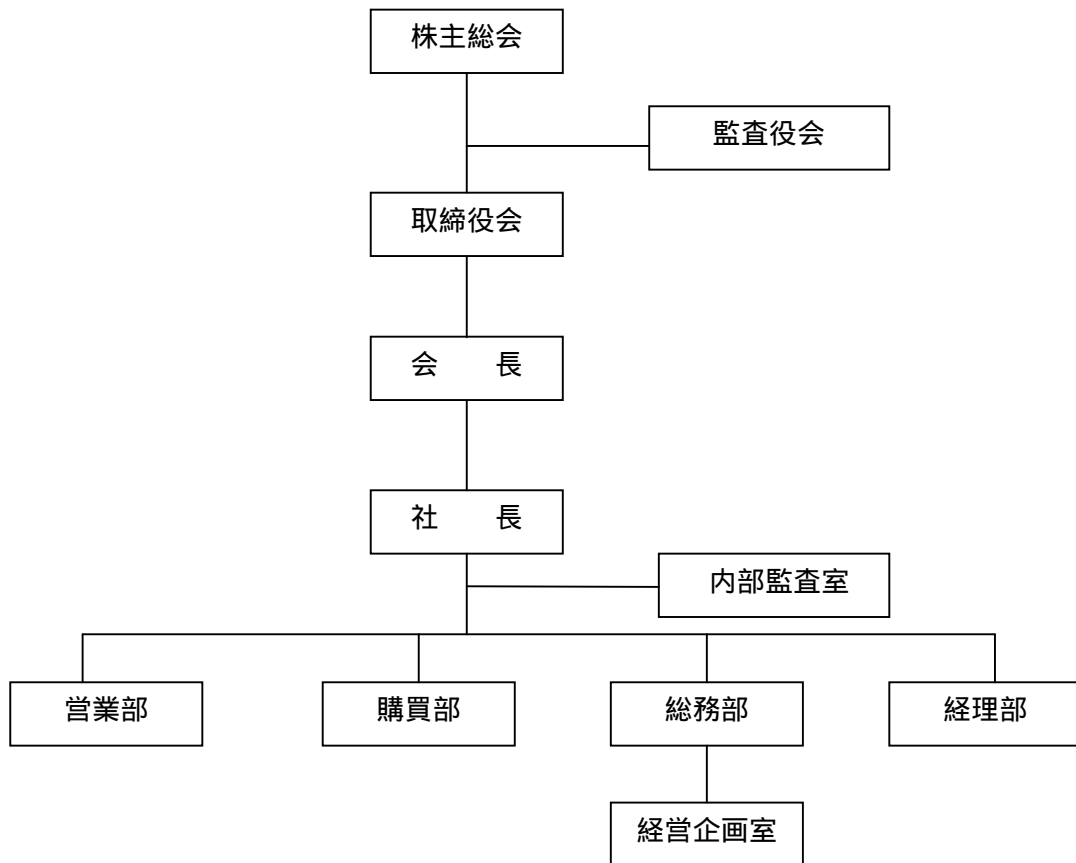 株主総会
監査役会
取締役会
会　　長
社　　長
内部監査室
営業部
購買部
総務部
経理部
経営企画室